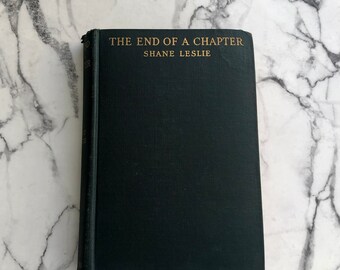 THE END OF A CHAPTER
SHANE LESLIE